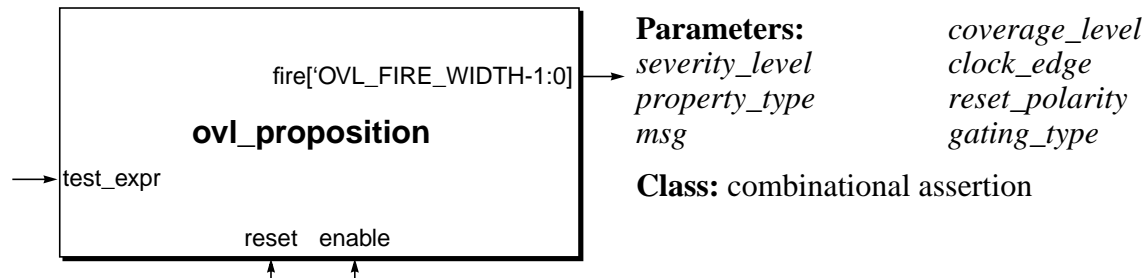 fire[‘OVL_FIRE_WIDTH-1:0]
ovl_proposition
test_expr
reset enable
Parameters: coverage_level
severity_level clock_edge
property_type reset_polarity
msg gating_type
Class: combinational assertion